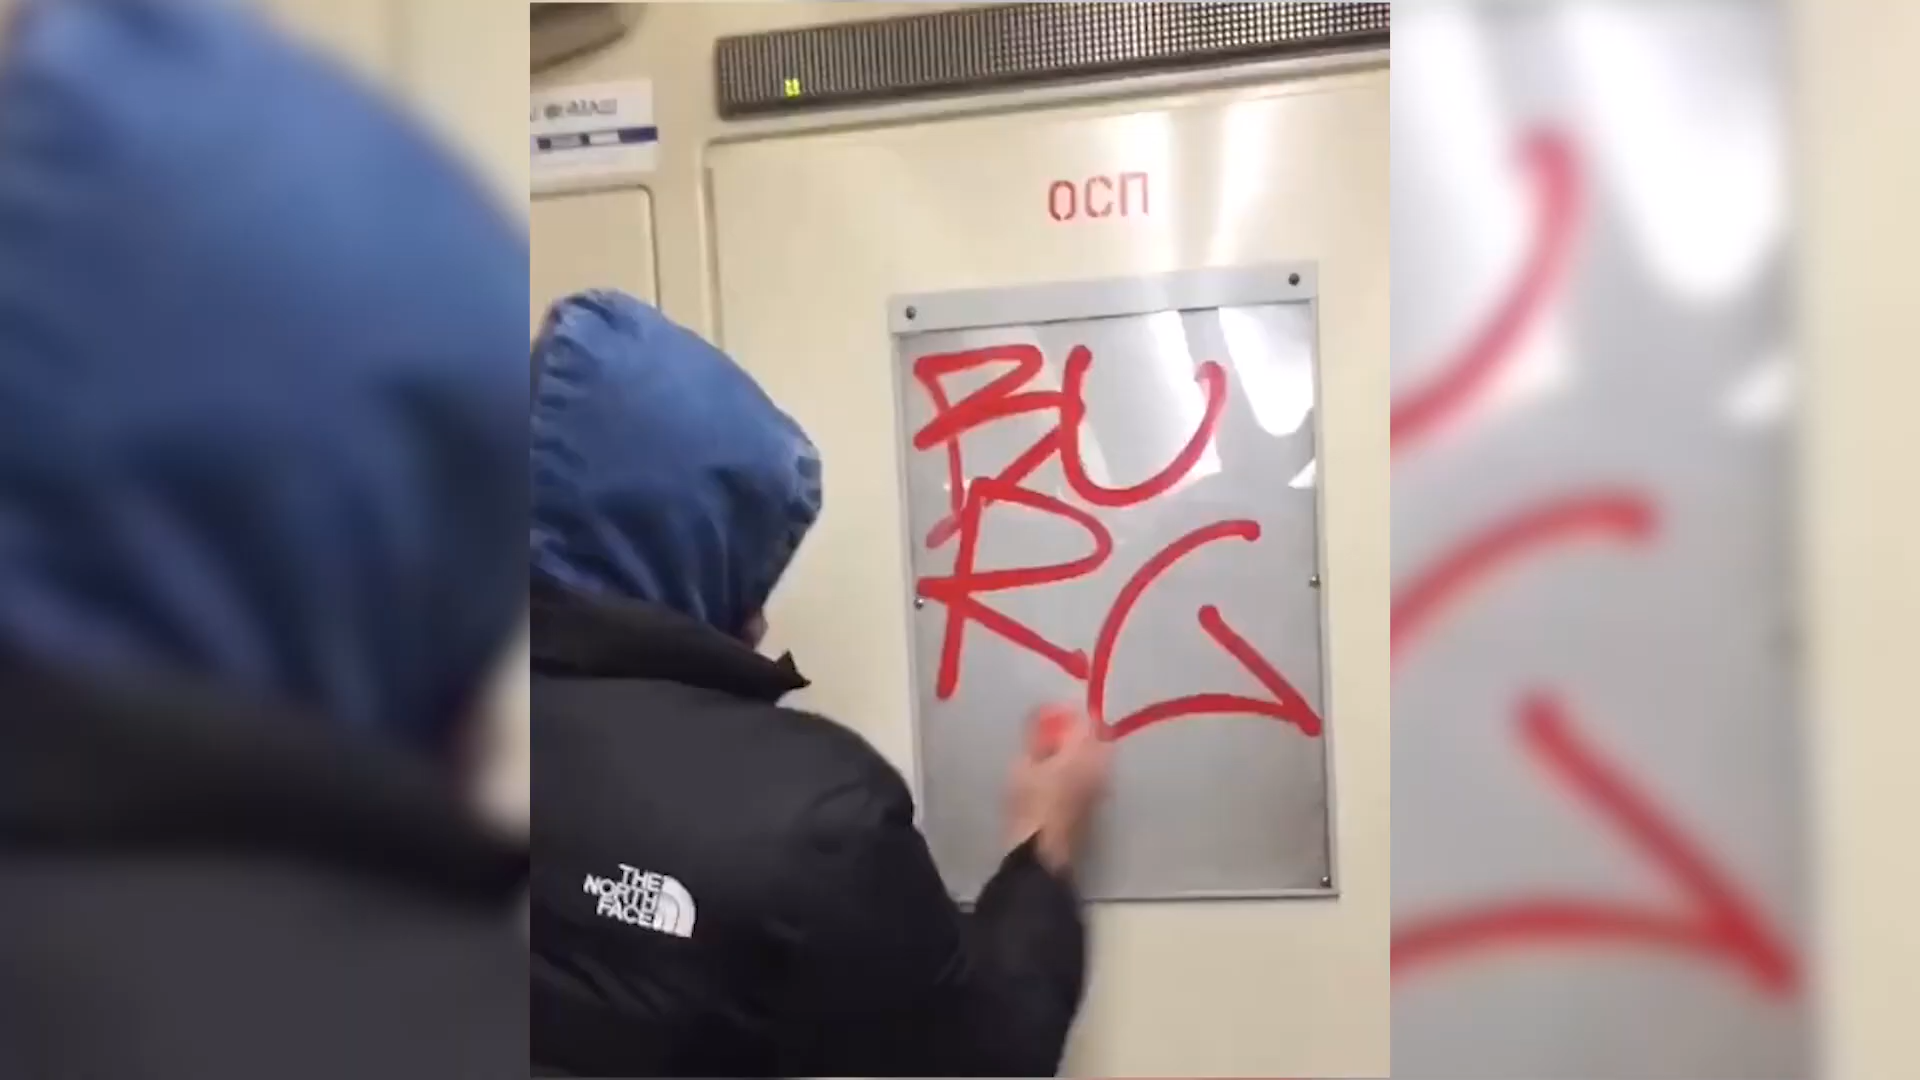 ОСП
BU
RG
THE
NORTH
FACE